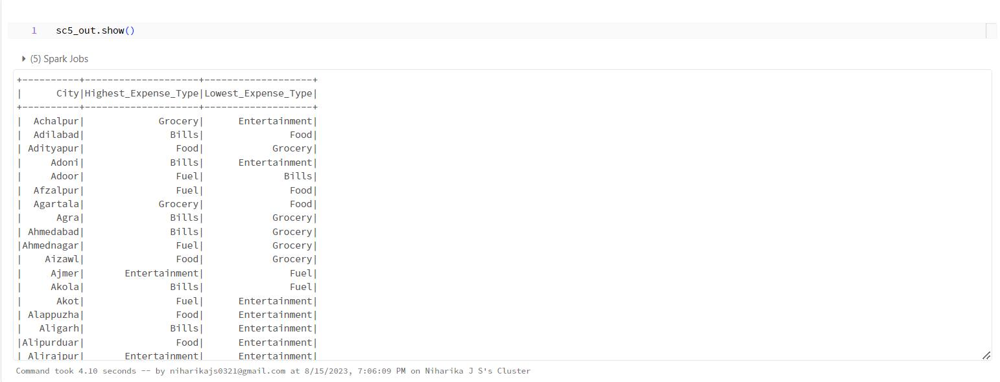 1 sc5_out.show()
(5) Spark Jobs
+----------+--------------------+-------------------+
|      City|Highest_Expense_Type|Lowest_Expense_Type|
+----------+--------------------+-------------------+
|  Achalpur|             Grocery|      Entertainment|
|  Adilabad|               Bills|               Food|
| Adityapur|                Food|            Grocery|
|     Adoni|               Bills|      Entertainment|
|     Adoor|                Fuel|              Bills|
|  Afzalpur|                Fuel|               Food|
|  Agartala|             Grocery|               Food|
|      Agra|               Bills|            Grocery|
| Ahmedabad|               Bills|            Grocery|
|Ahmednagar|                Fuel|            Grocery|
|    Aizawl|                Food|            Grocery|
|     Ajmer|       Entertainment|               Fuel|
|     Akola|               Bills|               Fuel|
|      Akot|                Fuel|      Entertainment|
| Alappuzha|                Food|      Entertainment|
|   Aligarh|               Bills|      Entertainment|
|Alipurduar|                Food|      Entertainment|
| Alirajpur|       Entertainment|      Entertainment|
Command took 4.10 seconds -- by niharikajs0321@gmail.com at 8/15/2023, 7:06:09 PM on Niharika J S's Cluster